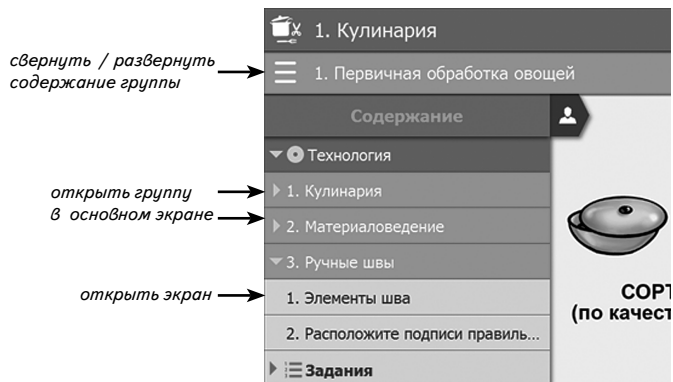 1. Кулинария
свернуть / развернуть
содержание группы
1. Первичная обработка овощей
Содержание
Технология
открыть группу
в основном экране
1. Кулинария
2. Материаловедение
3. Ручные швы
открыть экран
1. Элементы шва
2. Расположите подписи правиль...
Задания
СОРТ
(по качест